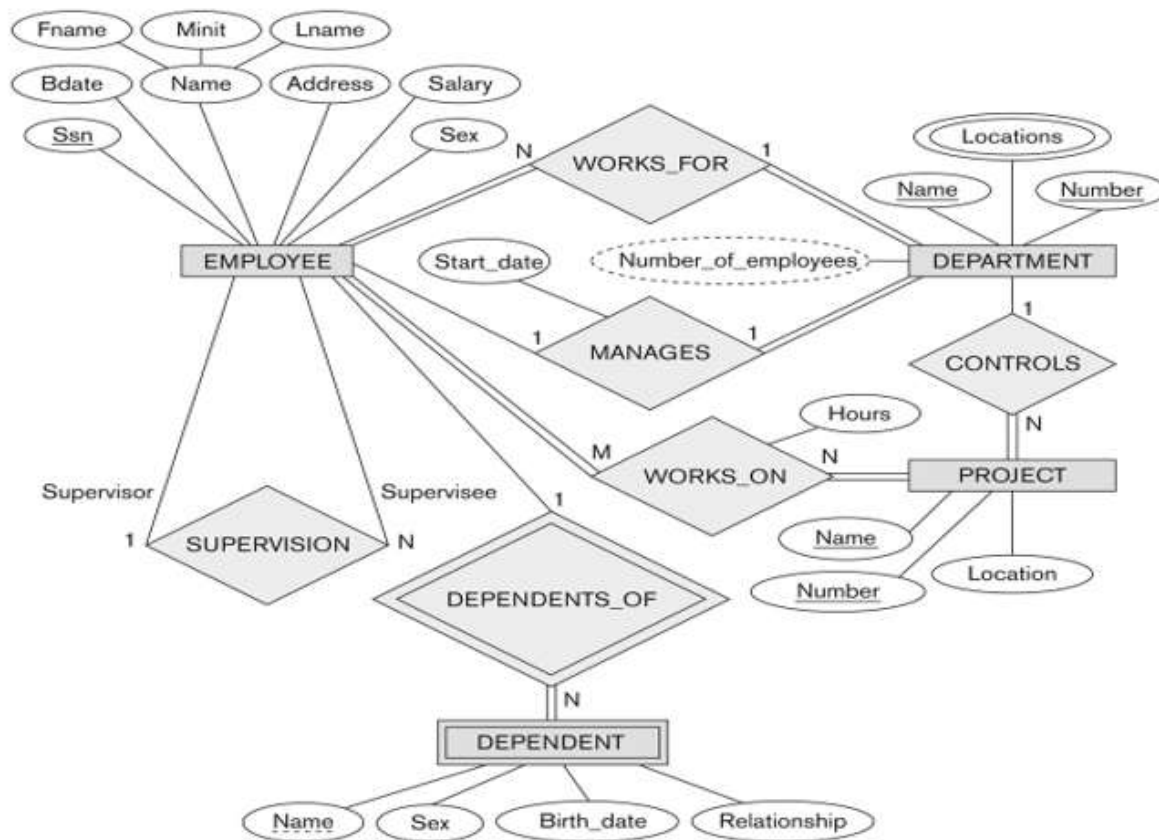 Fname Minit Lname
Bdate Name Address Salary
Ssn Sex
N WORKS_FOR 1
Locations
Name Number
EMPLOYEE Start_date Number_of_employees DEPARTMENT
1 MANAGES 1
1
CONTROLS
N
Hours
M WORKS_ON N
PROJECT
Supervisor Supervisee
1 SUPERVISION N
1
Name
Number Location
DEPENDENTS_OF
N
DEPENDENT
Name Sex Birth_date Relationship